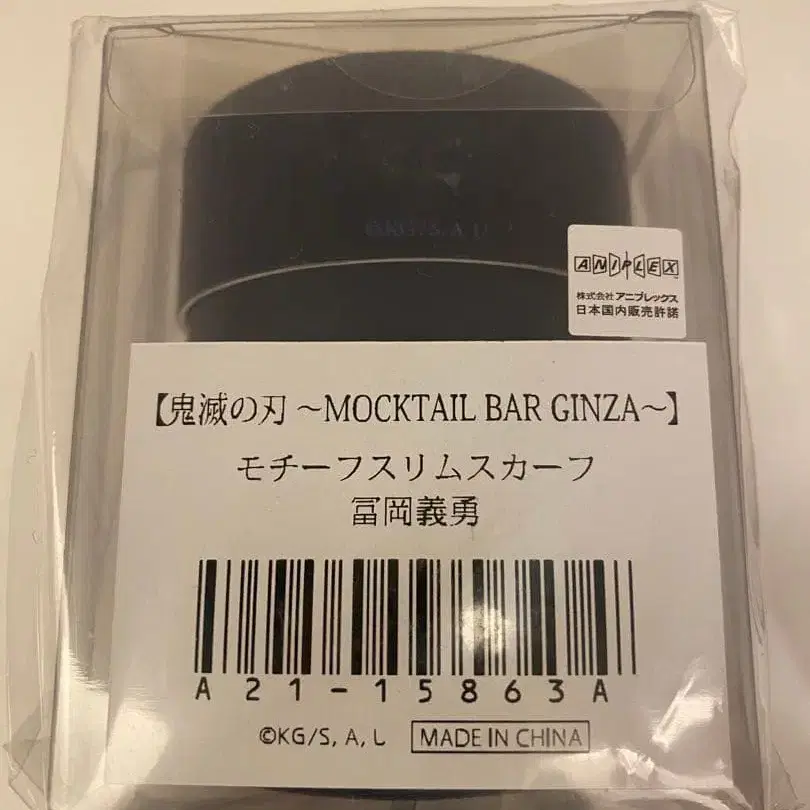 ©KG/S, A, U
ANIPLEX
株式会社 アニプレックス
日本国内販売許諾
【鬼滅の刃 ～MOCKTAIL BAR GINZA～】
モチーフスリムスカーフ
冨岡義勇
A21-15863A
©KG/S, A, U
MADE IN CHINA